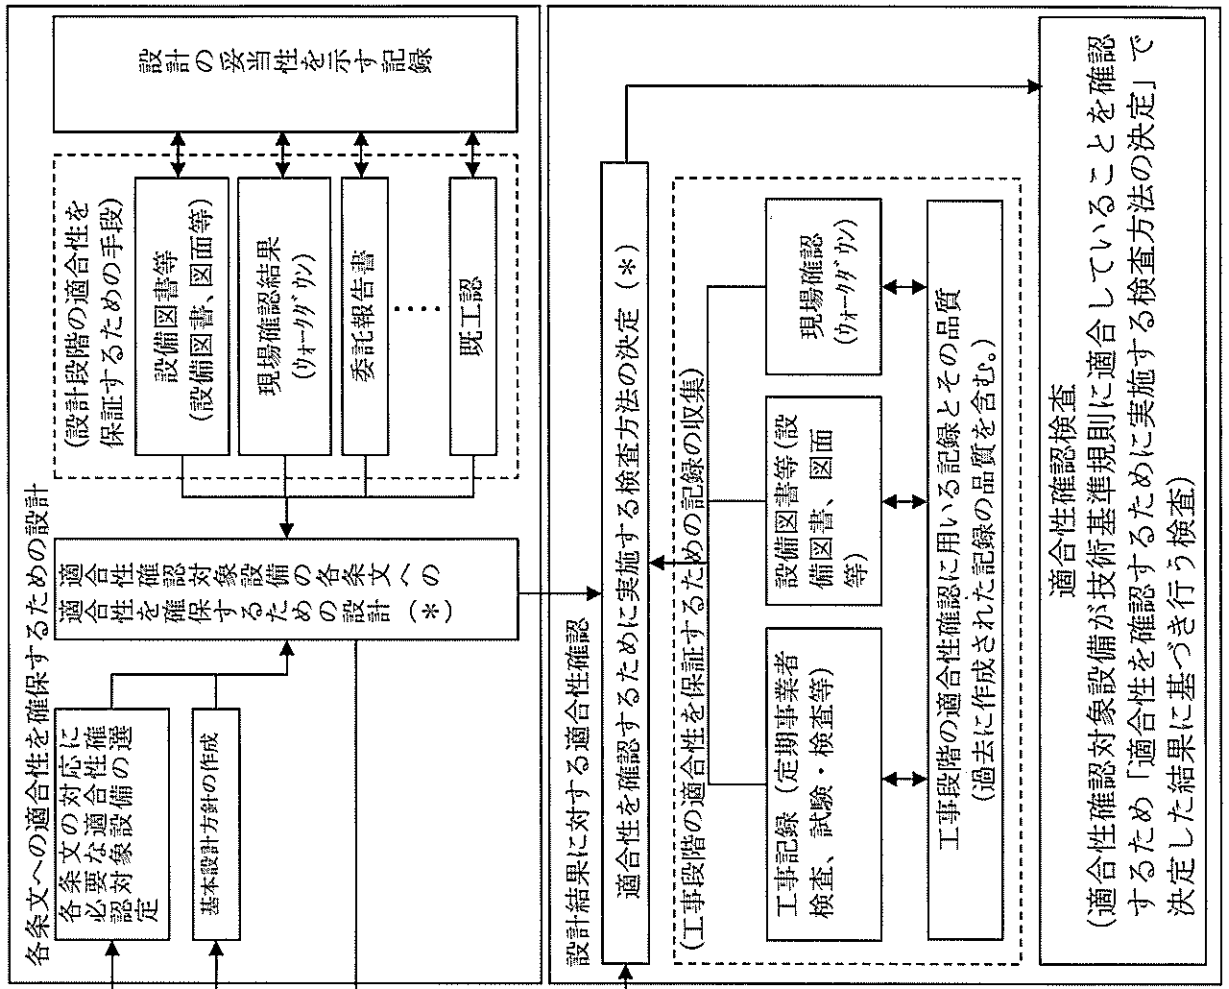 各条文への適合性を確保するための設計
各条文の対応に
必要な適合性確
認対象設備の選
定
基本設計方針の作成
適合性確認対象設備の各条文への
適合性を確保するための設計
(*)
(設計段階の適合性を
保証するための手段)
設備図書等
(設備図書、図面等)
現場確認結果
(ｳｫｰｸﾀﾞｳﾝ)
委託報告書
・・・・
既工認
設計の妥当性を示す記録
設計結果に対する適合性確認
適合性を確認するために実施する検査方法の決定 (*)
(工事段階の適合性を保証するための記録の収集)
工事記録 (定期事業者
検査、試験・検査等)
設備図書等(設
備図書、図面
等)
現場確認
(ｳｫｰｸﾀﾞｳﾝ)
工事段階の適合性確認に用いる記録とその品質
(過去に作成された記録の品質を含む。)
適合性確認検査
(適合性確認対象設備が技術基準規則に適合していることを確認
するため「適合性を確認するために実施する検査方法の決定」で
決定した結果に基づき行う検査)